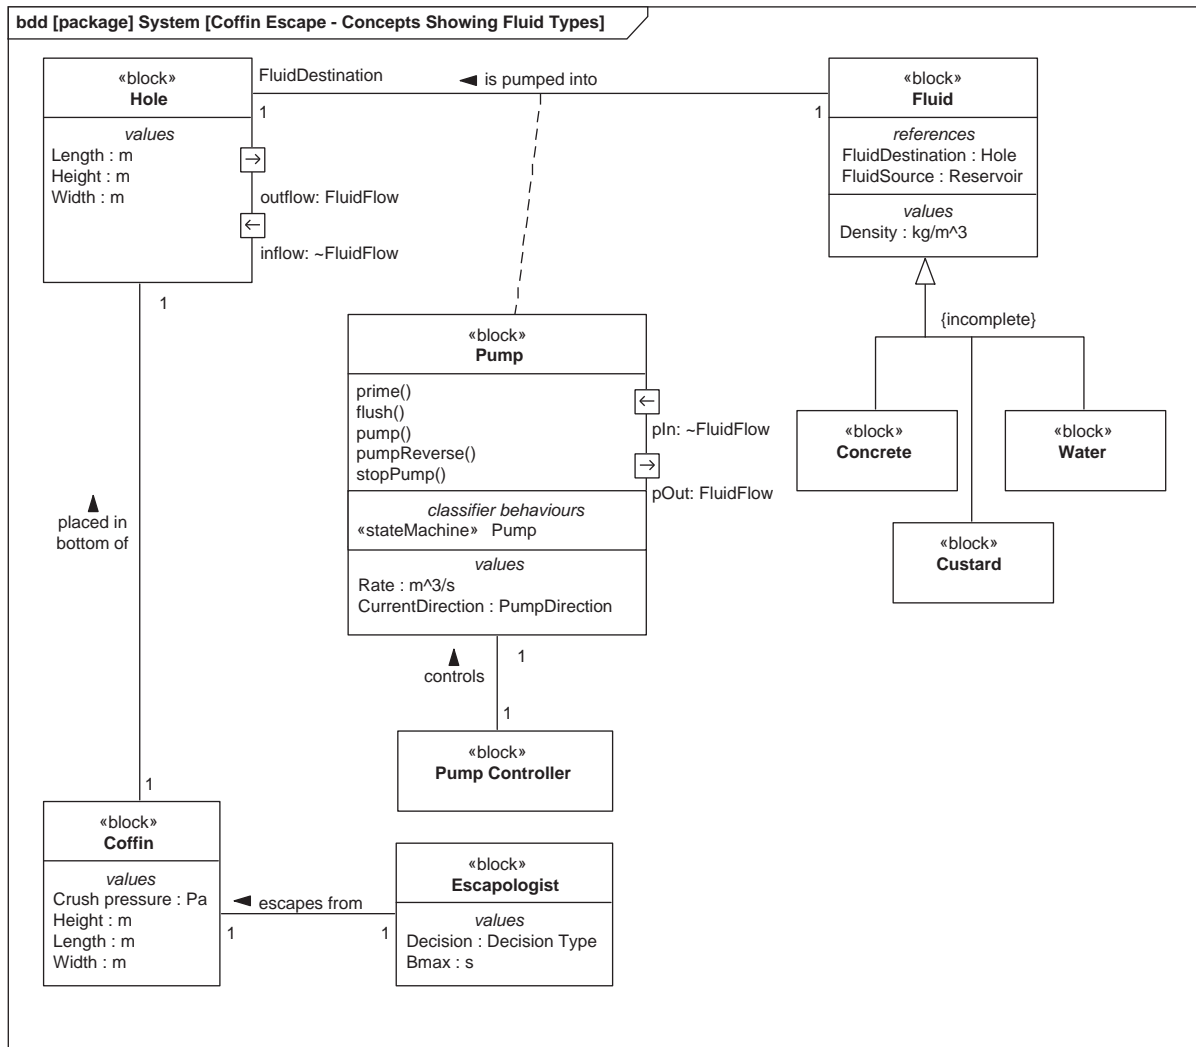 bdd [package] System [Coffin Escape - Concepts Showing Fluid Types]
«block»
Hole
values
Length : m
Height : m
Width : m
FluidDestination
1
outflow: FluidFlow
inflow: ~FluidFlow
1
is pumped into
1
«block»
Fluid
references
FluidDestination : Hole
FluidSource : Reservoir
values
Density : kg/m^3
{incomplete}
«block»
Concrete
«block»
Water
«block»
Custard
«block»
Pump
prime()
flush()
pump()
pumpReverse()
stopPump()
pIn: ~FluidFlow
pOut: FluidFlow
classifier behaviours
«stateMachine» Pump
values
Rate : m^3/s
CurrentDirection : PumpDirection
1
controls
1
«block»
Pump Controller
placed in
bottom of
1
«block»
Coffin
values
Crush pressure : Pa
Height : m
Length : m
Width : m
escapes from
1
1
«block»
Escapologist
values
Decision : Decision Type
Bmax : s